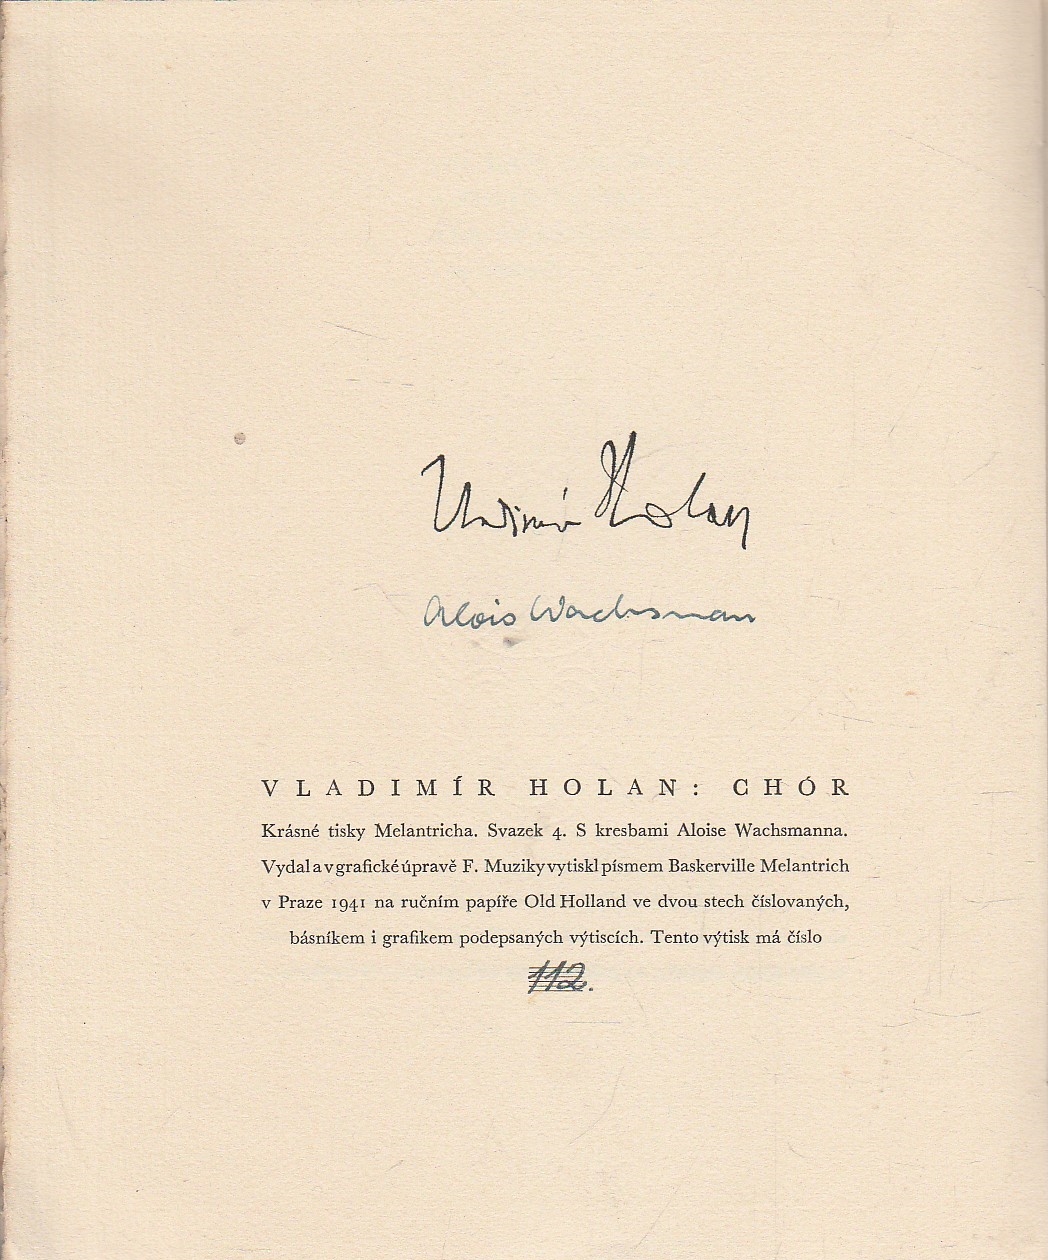 Vladimír Holan
Alois Wachsman
VLADIMÍR HOLAN: CHÓR
Krásné tisky Melantricha. Svazek 4. S kresbami Aloise Wachsmanna.
Vydal a v grafické úpravě F. Muziky vytiskl písmem Baskerville Melantrich
v Praze 1941 na ručním papíře Old Holland ve dvou stech číslovaných,
básníkem i grafikem podepsaných výtiscích. Tento výtisk má číslo
112.